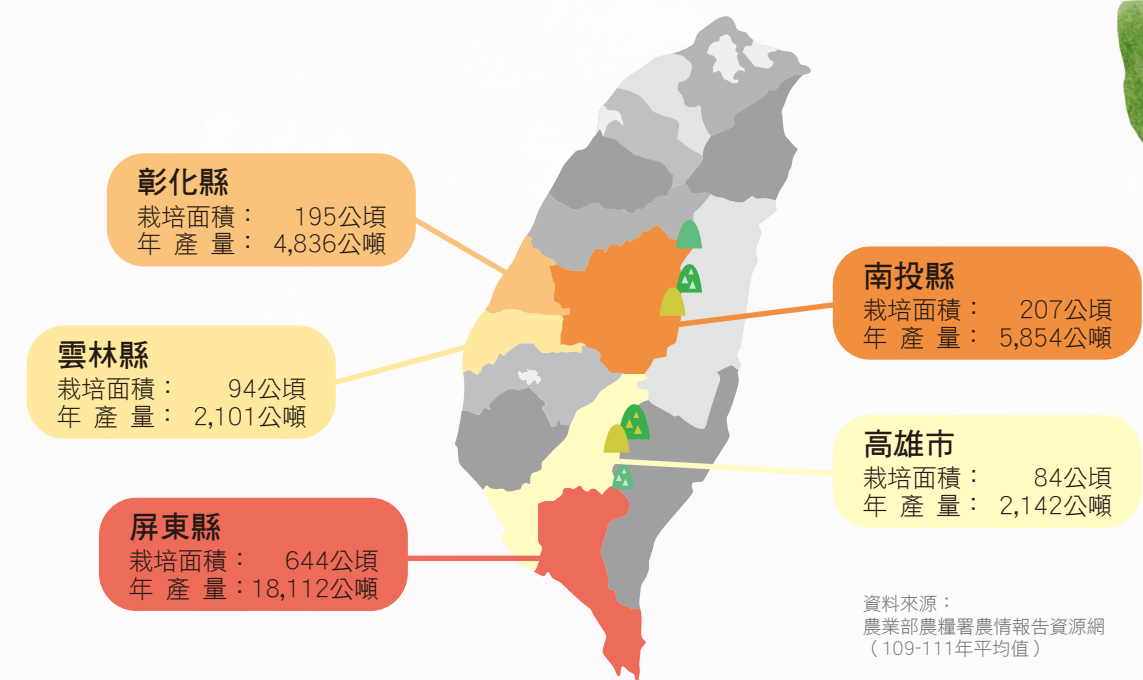 彰化縣
栽培面積： 195公頃
年 產 量： 4,836公噸
雲林縣
栽培面積： 94公頃
年 產 量： 2,101公噸
屏東縣
栽培面積： 644公頃
年 產 量：18,112公噸
南投縣
栽培面積： 207公頃
年 產 量： 5,854公噸
高雄市
栽培面積： 84公頃
年 產 量： 2,142公噸
資料來源：
農業部農糧署農情報告資源網
（109-111年平均值）